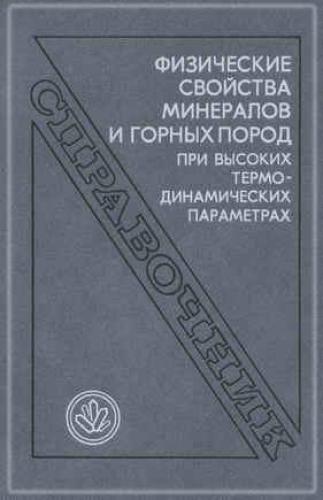 ФИЗИЧЕСКИЕ
СВОЙСТВА
МИНЕРАЛОВ
И ГОРНЫХ ПОРОД
ПРИ ВЫСОКИХ
ТЕРМО-
ДИНАМИЧЕСКИХ
ПАРАМЕТРАХ
СПРАВОЧНИК